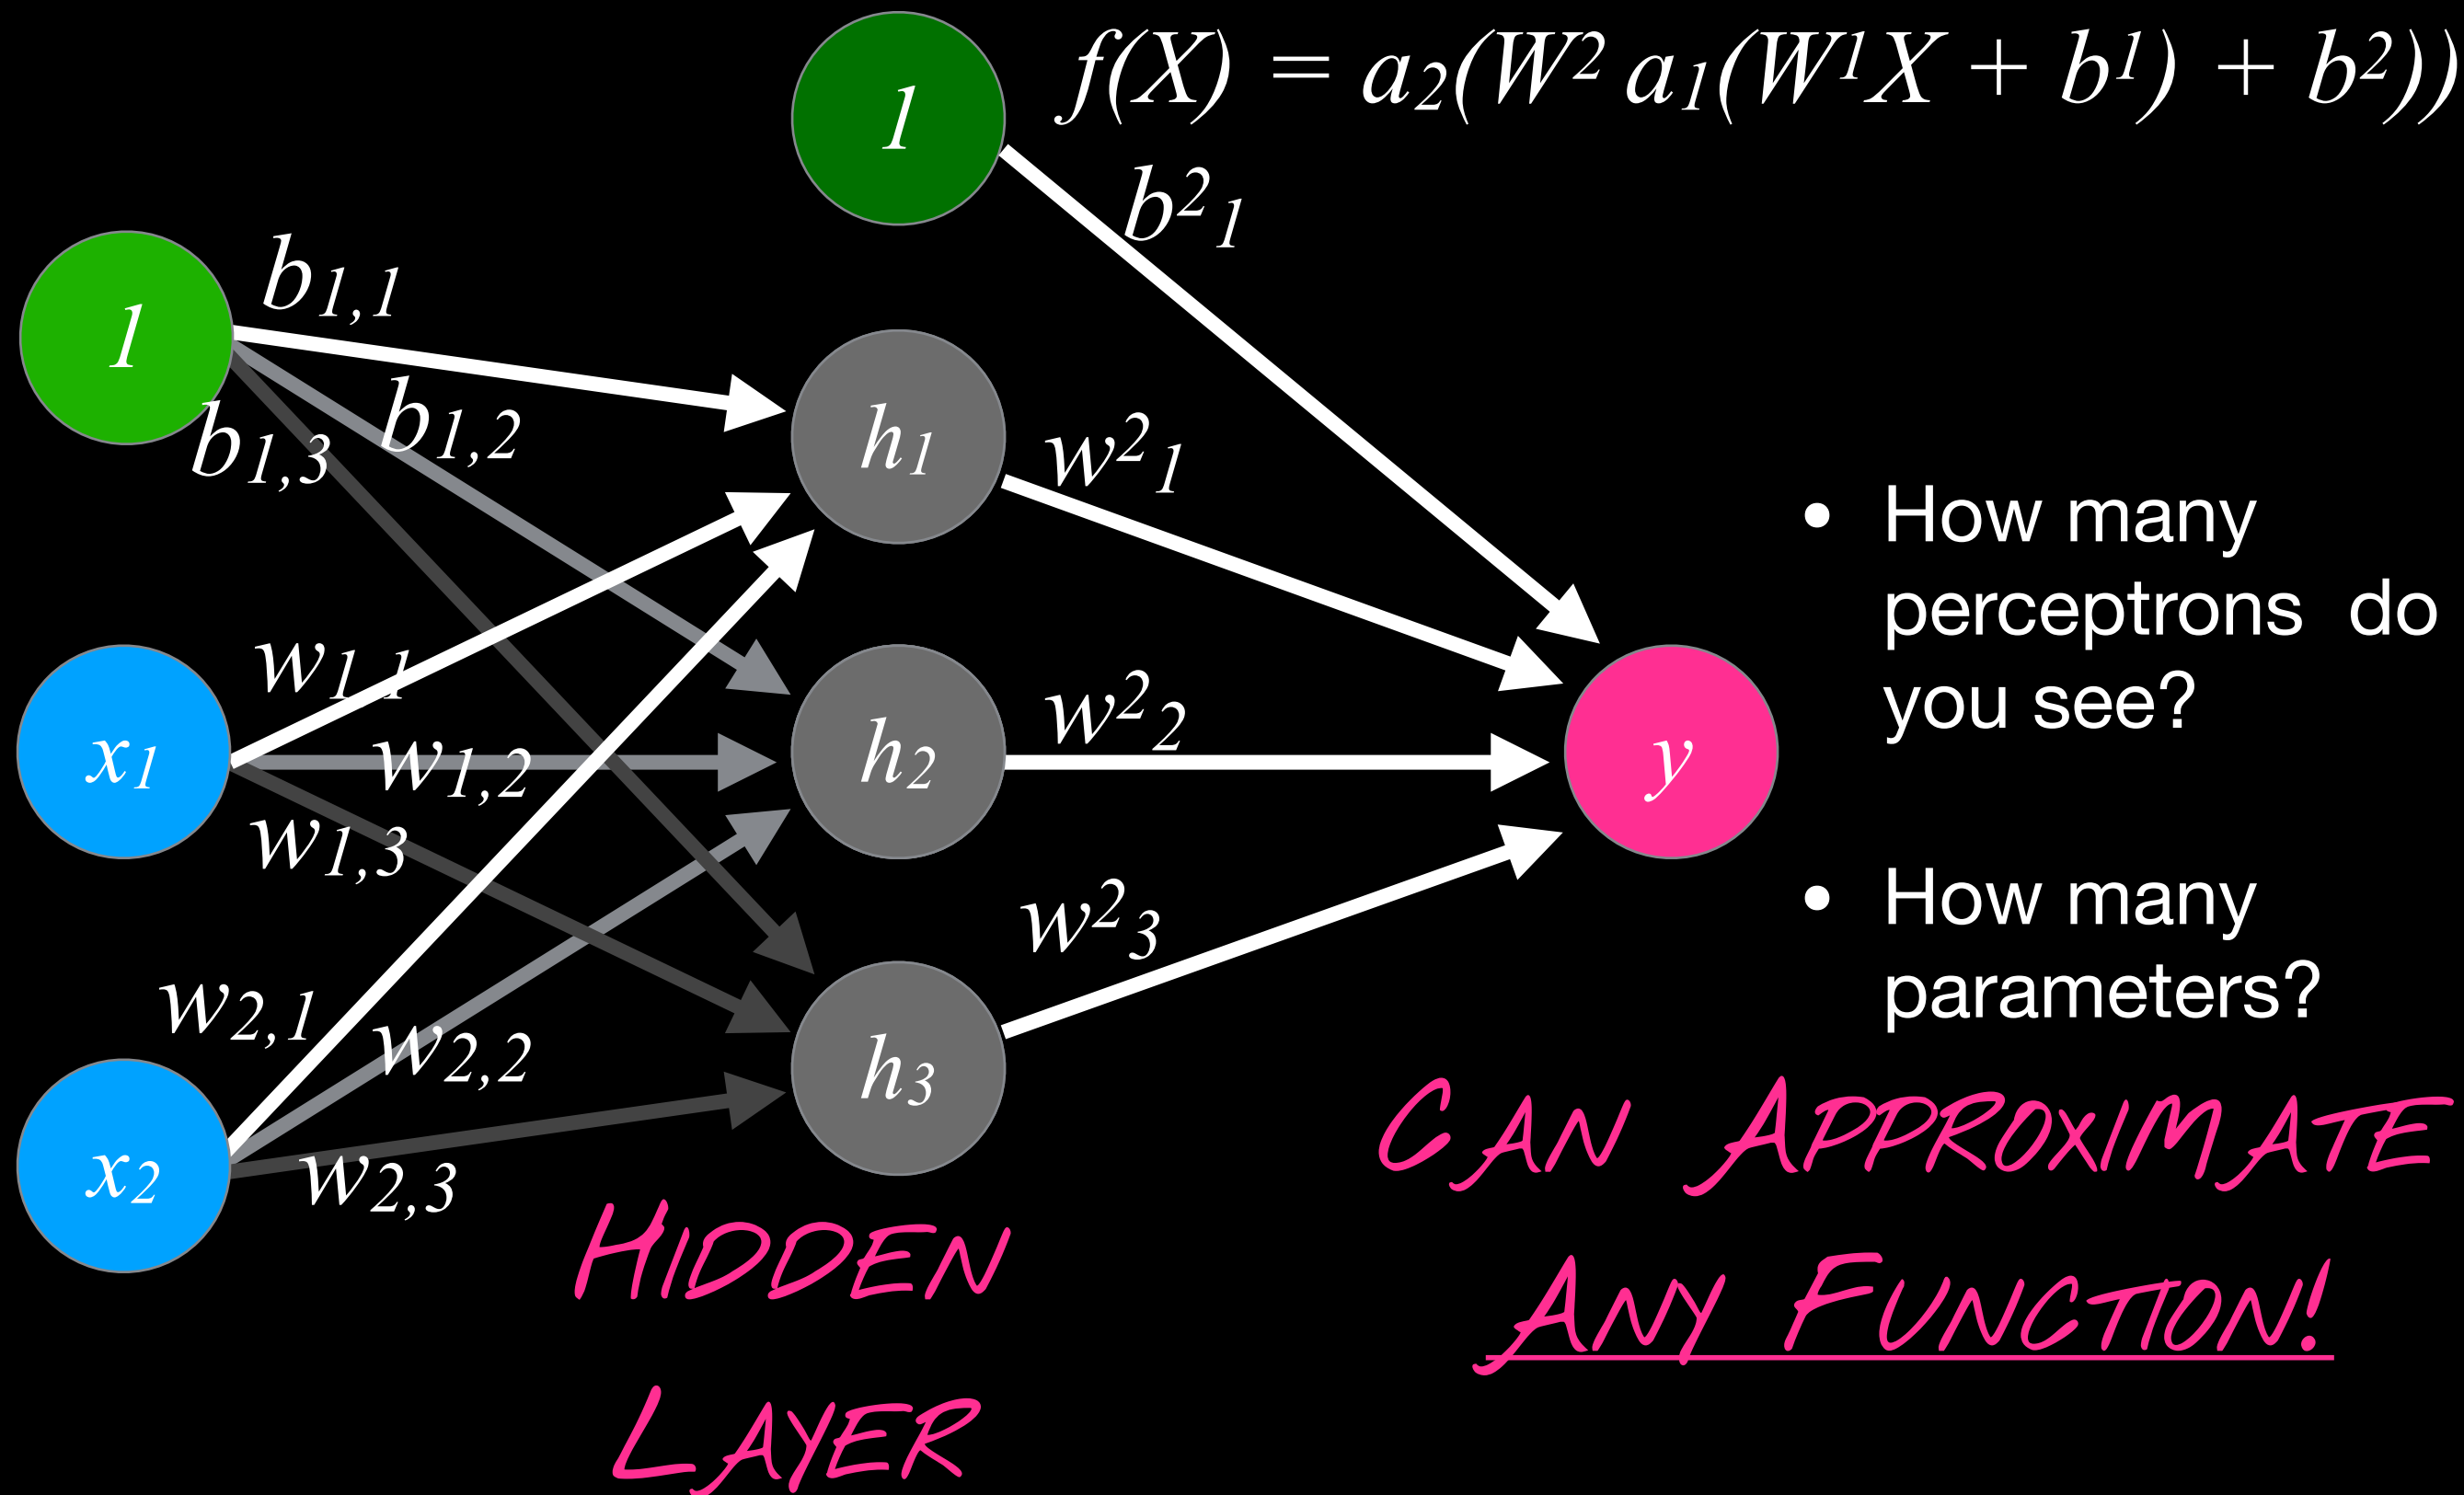 f(X) = a₂(W² a₁(W¹X + b¹) + b²)))
1
b²₁
1
b₁,₁
b₁,₂
b₁,₃
h₁
w²₁
w₁,₁
w₁,₂
w₁,₃
x₁
h₂
w²₂
y
w²₃
w₂,₁
w₂,₂
w₂,₃
x₂
h₃
• How many
perceptrons do
you see?
• How many
parameters?
HIDDEN
LAYER
CAN APPROXIMATE
ANY FUNCTION!